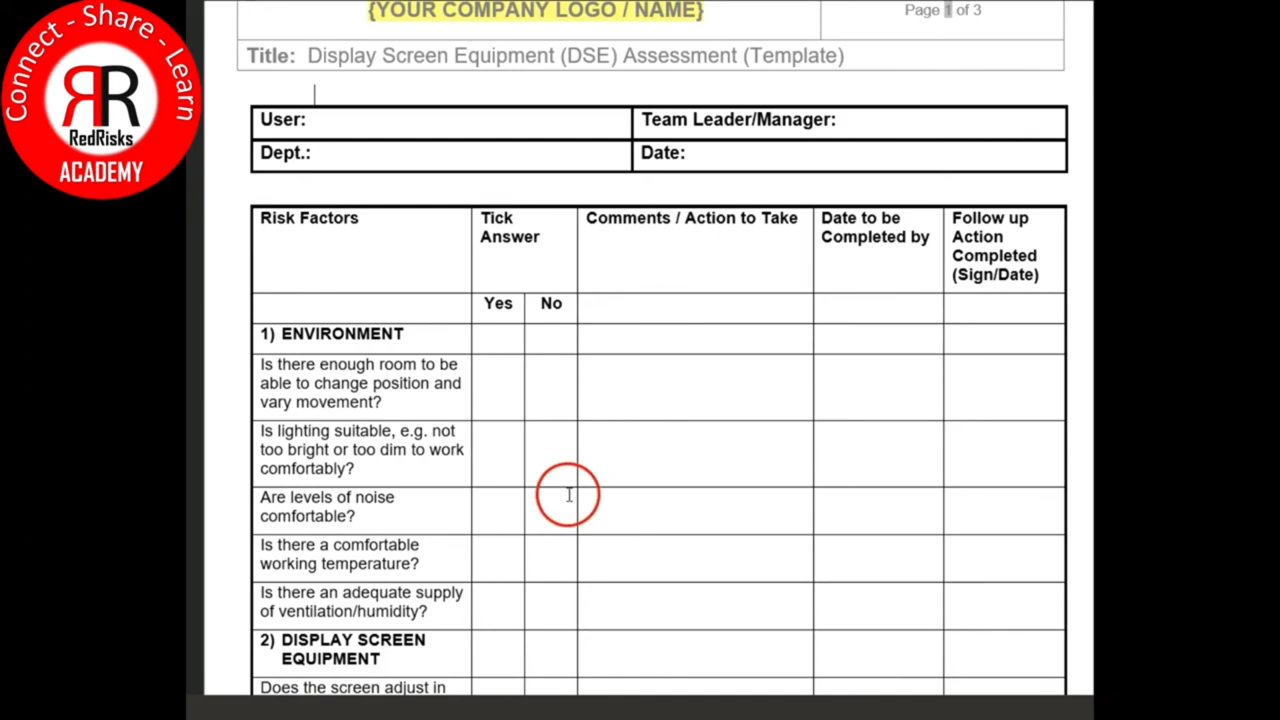 Connect - Share - Learn
RR
RedRisks
ACADEMY
{YOUR COMPANY LOGO / NAME}
Page 1 of 3
Title: Display Screen Equipment (DSE) Assessment (Template)
User:
Team Leader/Manager:
Dept.:
Date:
Risk Factors
Tick
Answer
Comments / Action to Take
Date to be
Completed by
Follow up
Action
Completed
(Sign/Date)
Yes
No
1) ENVIRONMENT
Is there enough room to be
able to change position and
vary movement?
Is lighting suitable, e.g. not
too bright or too dim to work
comfortably?
Are levels of noise
comfortable?
Is there a comfortable
working temperature?
Is there an adequate supply
of ventilation/humidity?
2) DISPLAY SCREEN
EQUIPMENT
Does the screen adjust in